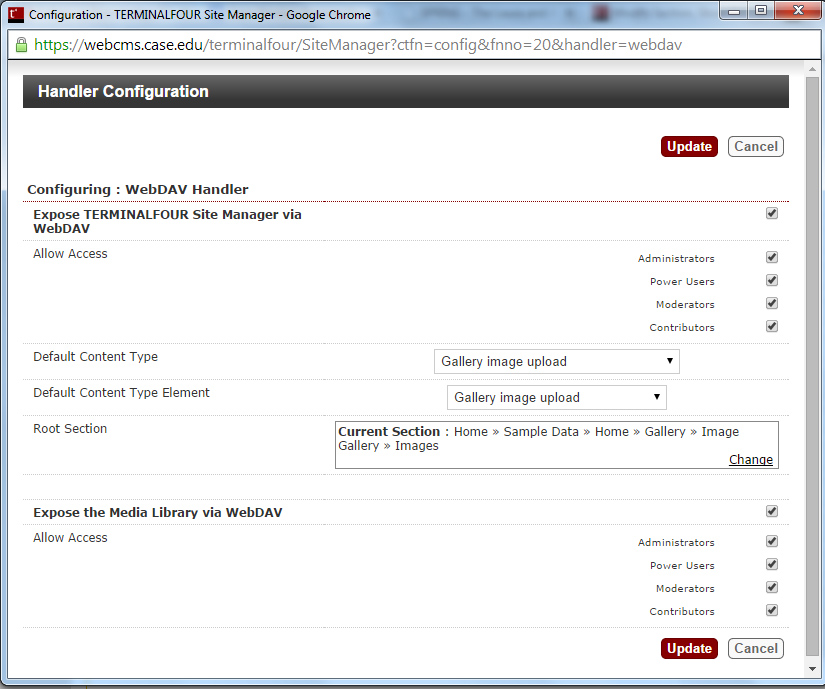 Configuration - TERMINALFOUR Site Manager - Google Chrome
https://webcms.case.edu/terminalfour/SiteManager?ctfn=config&fnno=20&handler=webdav
Handler Configuration
Update Cancel
Configuring : WebDAV Handler
Expose TERMINALFOUR Site Manager via
WebDAV
Allow Access
Administrators
Power Users
Moderators
Contributors
Default Content Type Gallery image upload
Default Content Type Element Gallery image upload
Root Section Current Section : Home » Sample Data » Home » Gallery » Image
Gallery » Images
Change
Expose the Media Library via WebDAV
Allow Access
Administrators
Power Users
Moderators
Contributors
Update Cancel